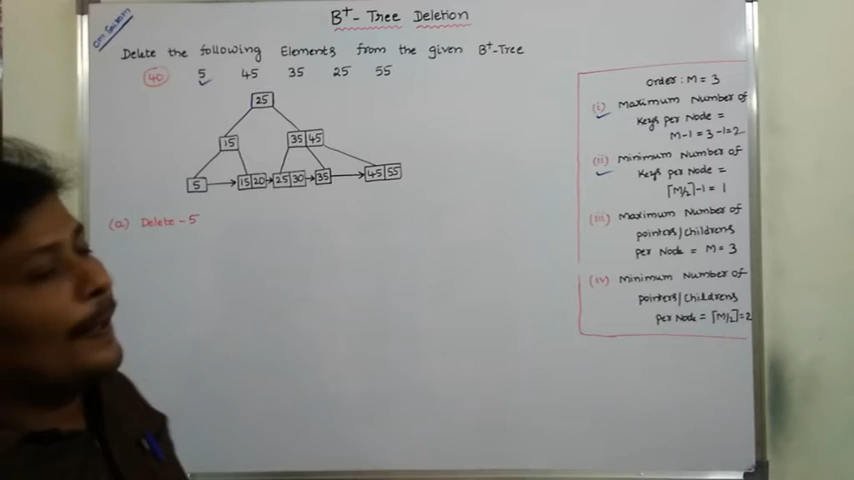 Om Sairam
B⁺- Tree Deletion
Delete the following Elements from the given B⁺-Tree
40 5 45 35 25 55
25
15 35 45
5 15 20 25 30 35 45 55
(a) Delete - 5
order: M = 3
(i) Maximum Number of
Keys per Node =
M-1 = 3-1 = 2
(ii) Minimum Number of
Keys per Node =
⌈M/2⌉-1 = 1
(iii) Maximum Number of
pointers/childrens
per Node = M = 3
(iv) Minimum Number of
pointers/childrens
per Node = ⌈M/2⌉=2